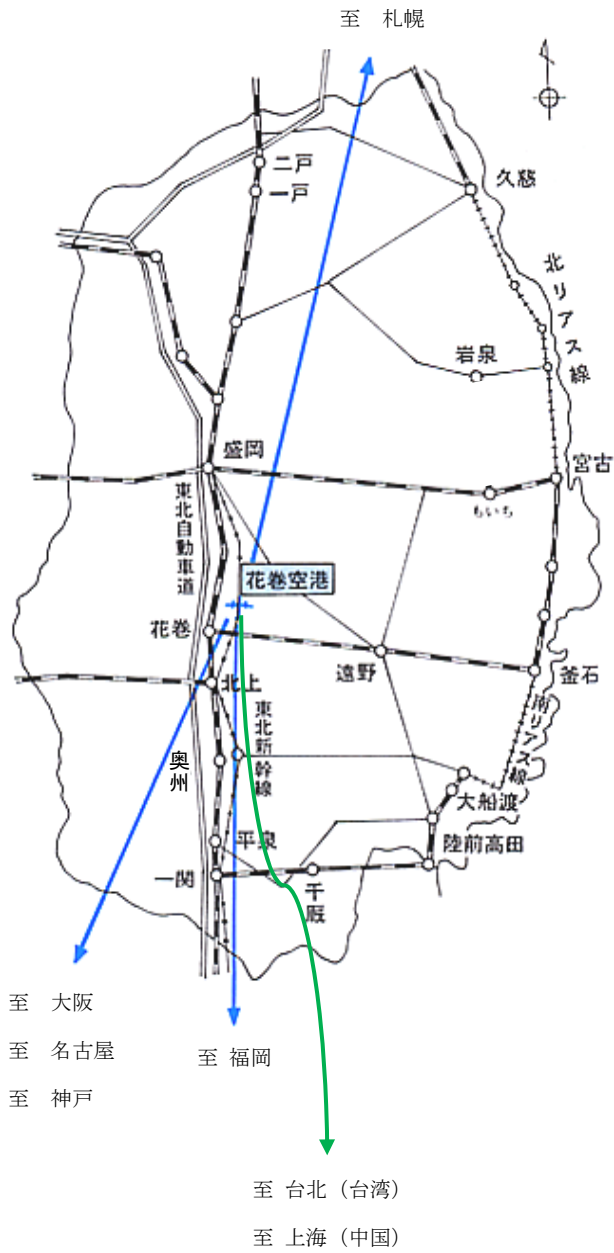 至　札幌
二戸
一戸
久慈
北リアス線
岩泉
盛岡
宮古
もいち
東北自動車道
花巻空港
花巻
遠野
釜石
北上
南リアス線
東北新幹線
奥州
大船渡
平泉
陸前高田
一関
千厩
至　大阪
至　名古屋
至　神戸
至 福岡
至 台北（台湾）
至 上海（中国）